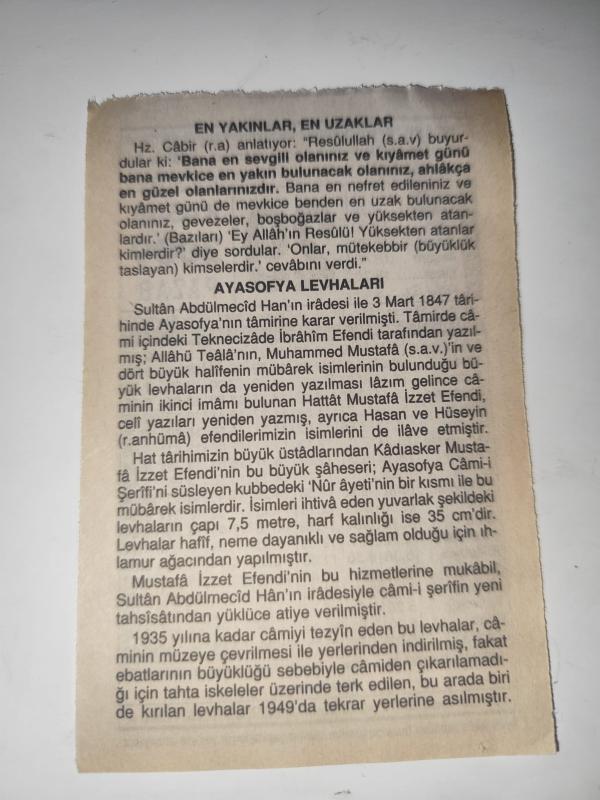 EN YAKINLAR, EN UZAKLAR
Hz. Câbir (r.a) anlatıyor: "Resûlullah (s.a.v) buyur-
dular ki: 'Bana en sevgili olanınız ve kıyâmet günü
bana mevkice en yakın bulunacak olanınız, ahlâkça
en güzel olanlarınızdır. Bana en nefret edileniniz ve
kıyâmet günü de mevkice benden en uzak bulunacak
olanınız, gevezeler, boşboğazlar ve yüksekten atan-
lardır.' (Bazıları) 'Ey Allâh'ın Resûlü! Yüksekten atanlar
kimlerdir?' diye sordular. 'Onlar, mütekebbir (büyüklük
taslayan) kimselerdir.' cevâbını verdi."
AYASOFYA LEVHALARI
Sultân Abdülmecîd Han'ın irâdesi ile 3 Mart 1847 târi-
hinde Ayasofya'nın tâmirine karar verilmişti. Tâmirde câ-
mi içindeki Teknecizâde İbrâhîm Efendi tarafından yazıl-
mış; Allâhü Teâlâ'nın, Muhammed Mustafâ (s.a.v.)'in ve
dört büyük halîfenin mübârek isimlerinin bulunduğu bü-
yük levhaların da yeniden yazılması lâzım gelince câ-
minin ikinci imâmı bulunan Hattât Mustafa İzzet Efendi,
celî yazıları yeniden yazmış, ayrıca Hasan ve Hüseyin
(r.anhümâ) efendilerimizin isimlerini de ilâve etmiştir.
Hat târihimizin büyük üstâdlarından Kâdıasker Musta-
fâ İzzet Efendi'nin bu büyük şâheseri; Ayasofya Câmi-i
Şerîfi'ni süsleyen kubbedeki 'Nûr âyeti'nin bir kısmı ile bu
mübârek isimlerdir. İsimleri ihtivâ eden yuvarlak şekildeki
levhaların çapı 7,5 metre, harf kalınlığı ise 35 cm'dir.
Levhalar hafîf, neme dayanıklı ve sağlam olduğu için ıh-
lamur ağacından yapılmıştır.
Mustafâ İzzet Efendi'nin bu hizmetlerine mukâbil,
Sultân Abdülmecîd Hân'ın irâdesiyle câmi-i şerîfin yeni
tahsîsâtından yüklüce atiye verilmiştir.
1935 yılına kadar câmiyi tezyîn eden bu levhalar, câ-
minin müzeye çevrilmesi ile yerlerinden indirilmiş, fakat
ebatlarının büyüklüğü sebebiyle câmiden çıkarılamadı-
ğı için tahta iskeleler üzerinde terk edilen, bu arada biri
de kırılan levhalar 1949'da tekrar yerlerine asılmıştır.